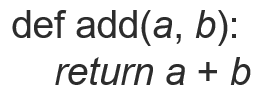 def add(a, b):
return a + b